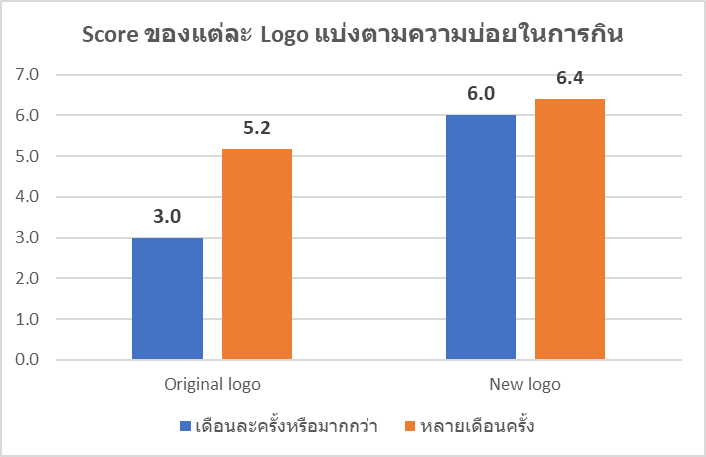 Score ของแต่ละ Logo แบ่งตามความบ่อยในการกิน
7.0
6.0
5.0
4.0
3.0
2.0
1.0
0.0
3.0
5.2
6.0
6.4
Original logo
New logo
เดือนละครั้งหรือมากกว่า
หลายเดือนครั้ง